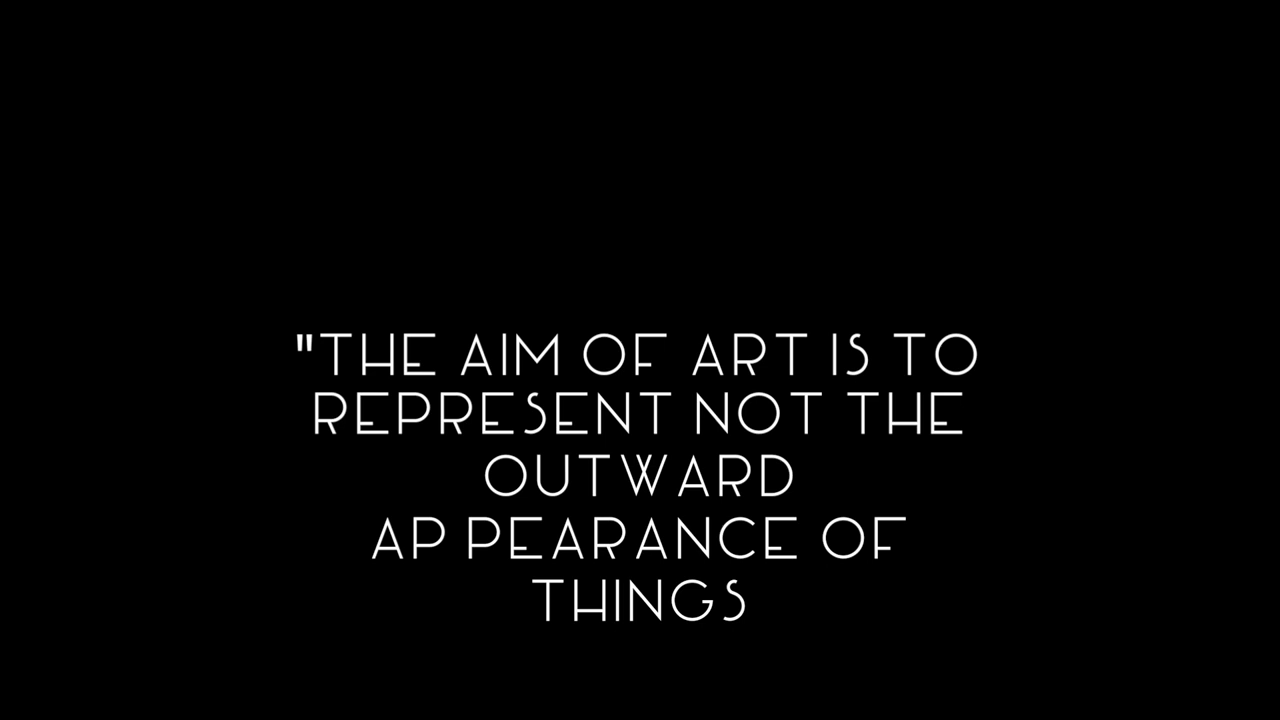 "THE AIM OF ART IS TO
REPRESENT NOT THE
OUTWARD
AP PEARANCE OF
THINGS